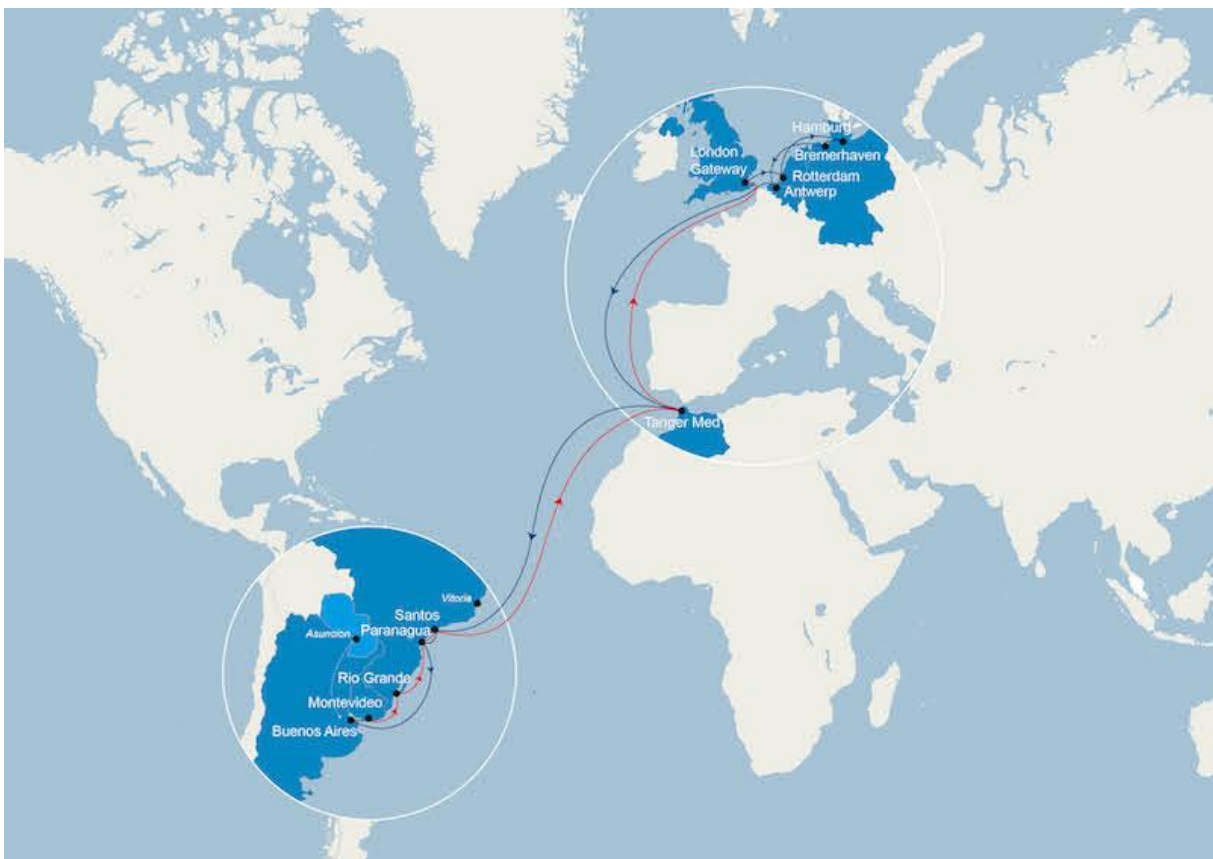 Hamburg
London
Gateway
Bremerhaven
Rotterdam
Antwerp
Tanger Med
Vitoria
Santos
Paranagua
Asuncion
Rio Grande
Montevideo
Buenos Aires